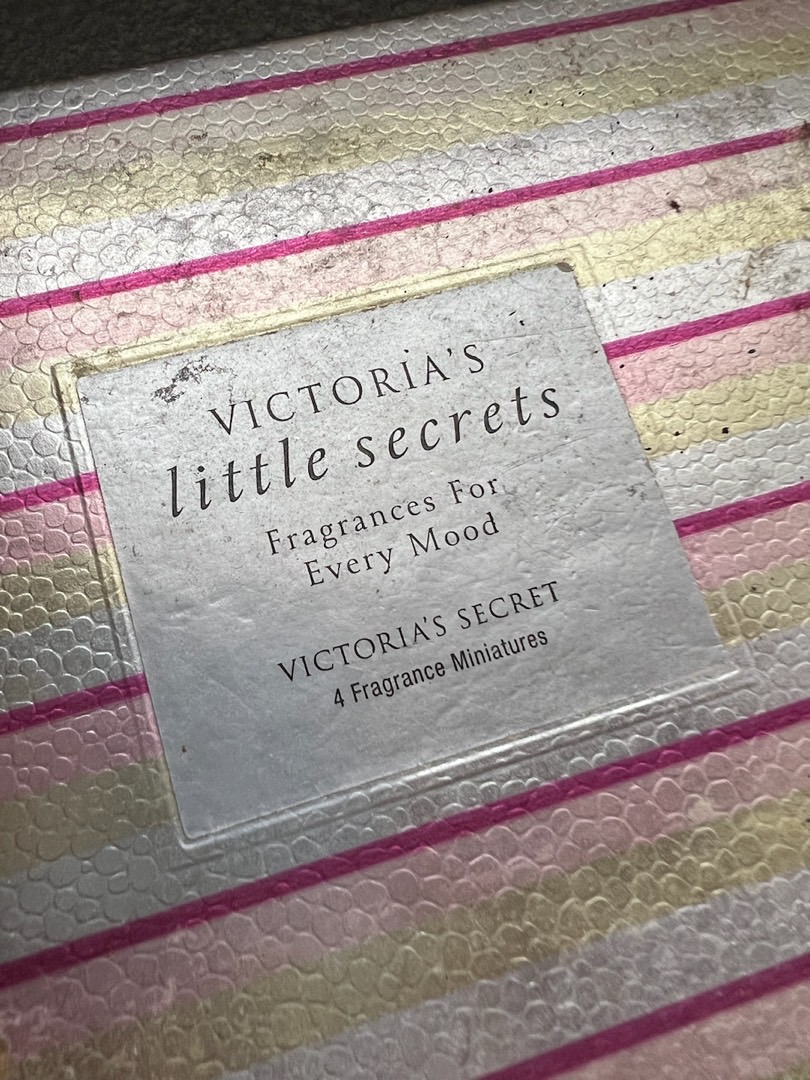 VICTORIA'S
little secrets
Fragrances For
Every Mood
VICTORIA'S SECRET
4 Fragrance Miniatures